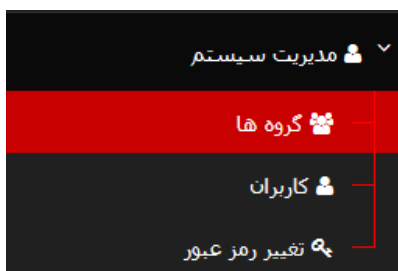 مدیریت سیستم
گروه ها
کاربران
تغییر رمز عبور